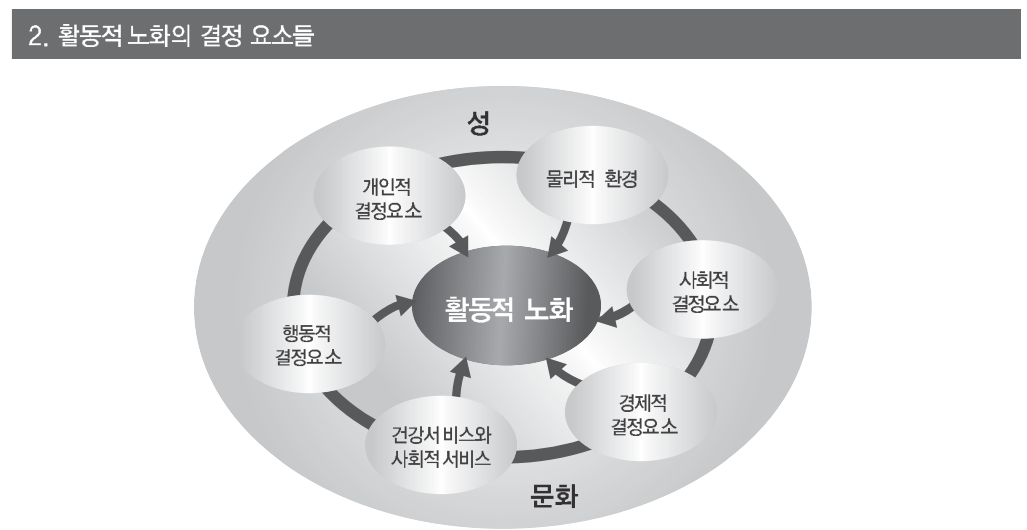 2. 활동적 노화의 결정 요소들
성
개인적
결정요소
물리적 환경
사회적
결정요소
활동적 노화
행동적
결정요소
경제적
결정요소
건강서비스와
사회적 서비스
문화